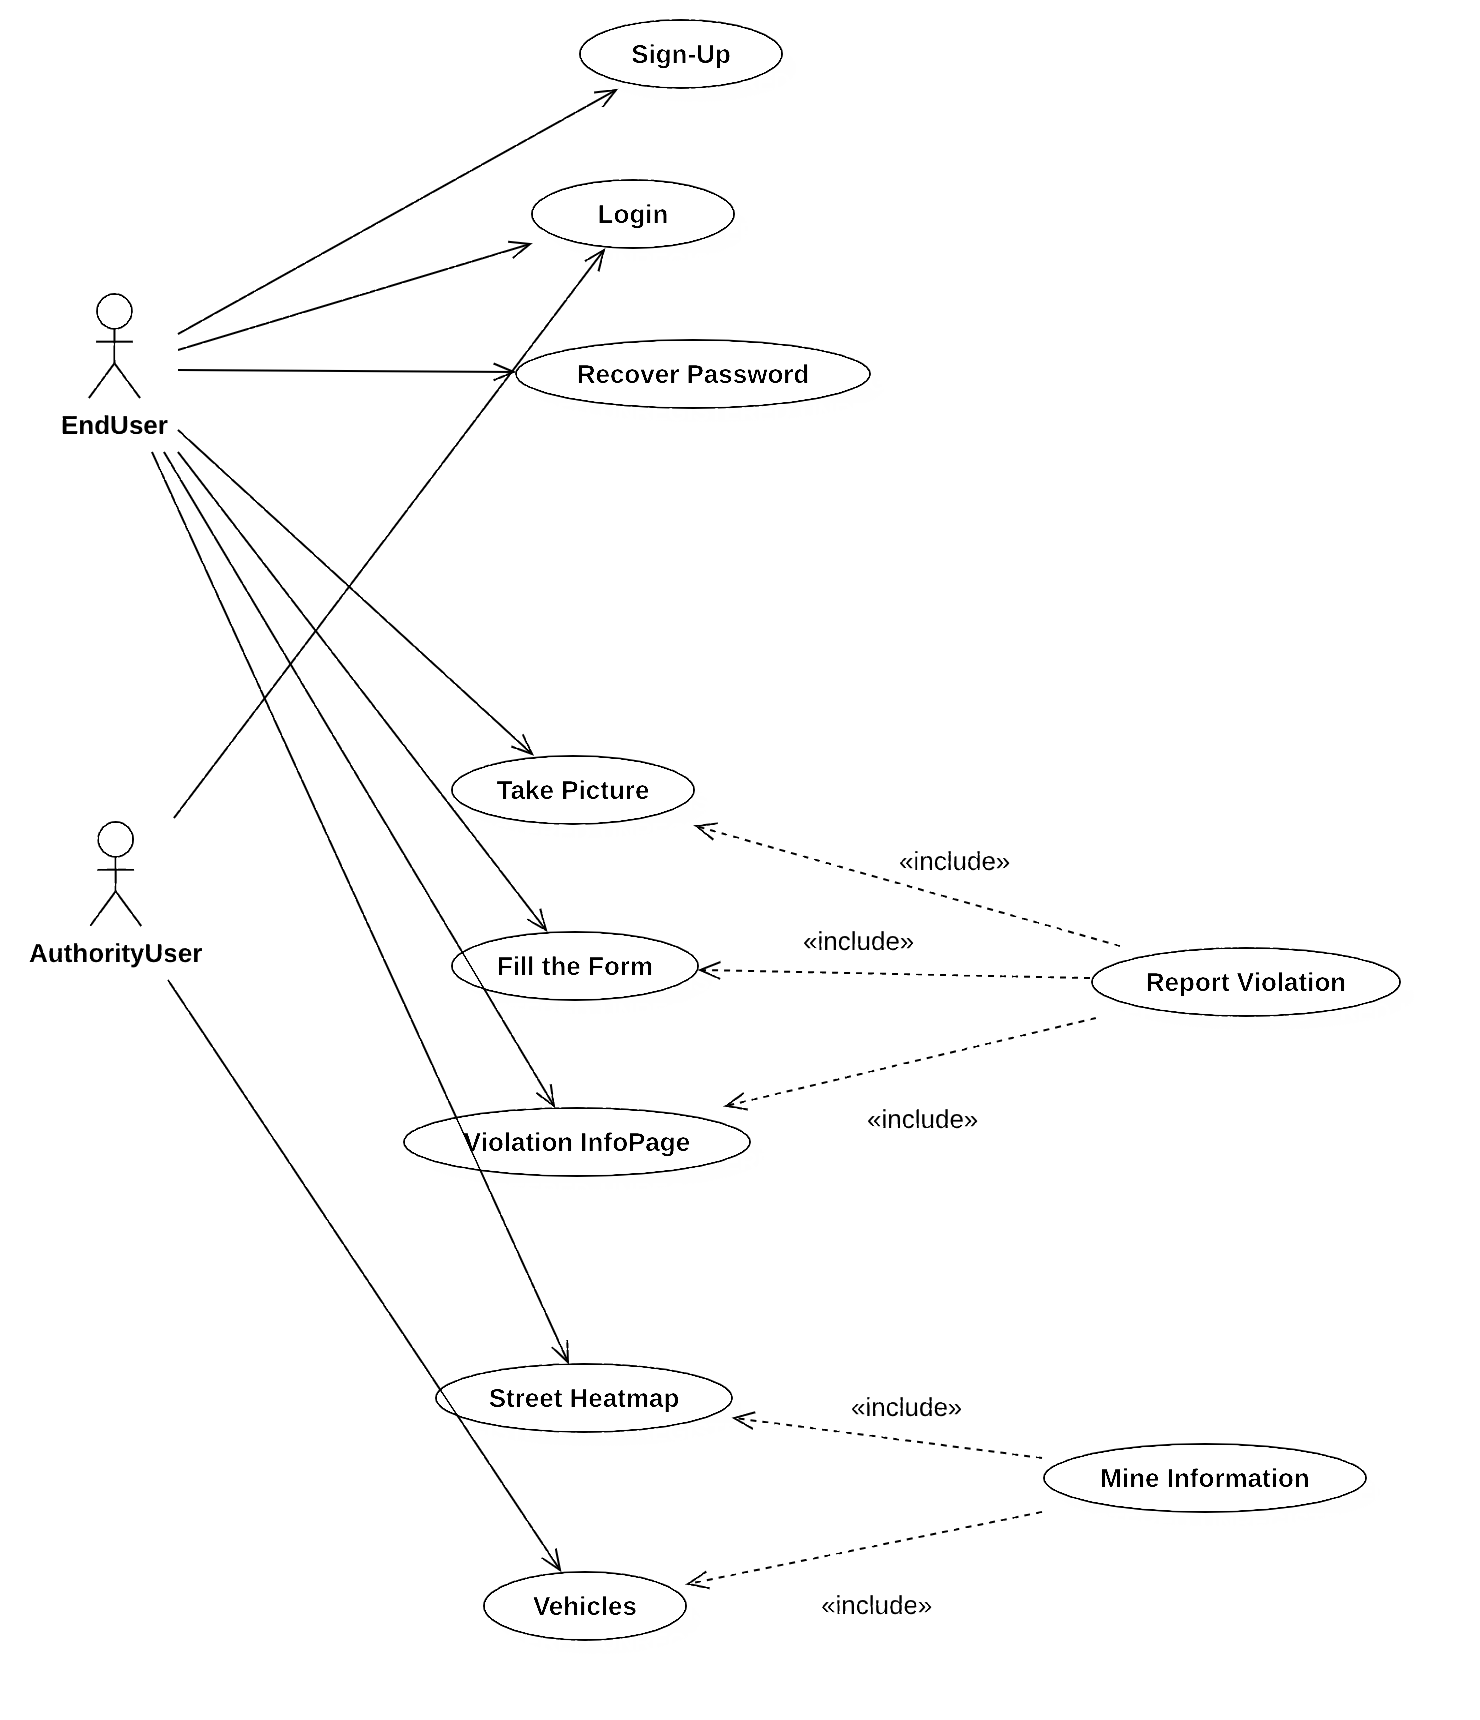 Sign-Up
Login
Recover Password
EndUser
Take Picture
«include»
«include»
AuthorityUser
Fill the Form
Report Violation
«include»
Violation InfoPage
Street Heatmap
«include»
Mine Information
Vehicles
«include»